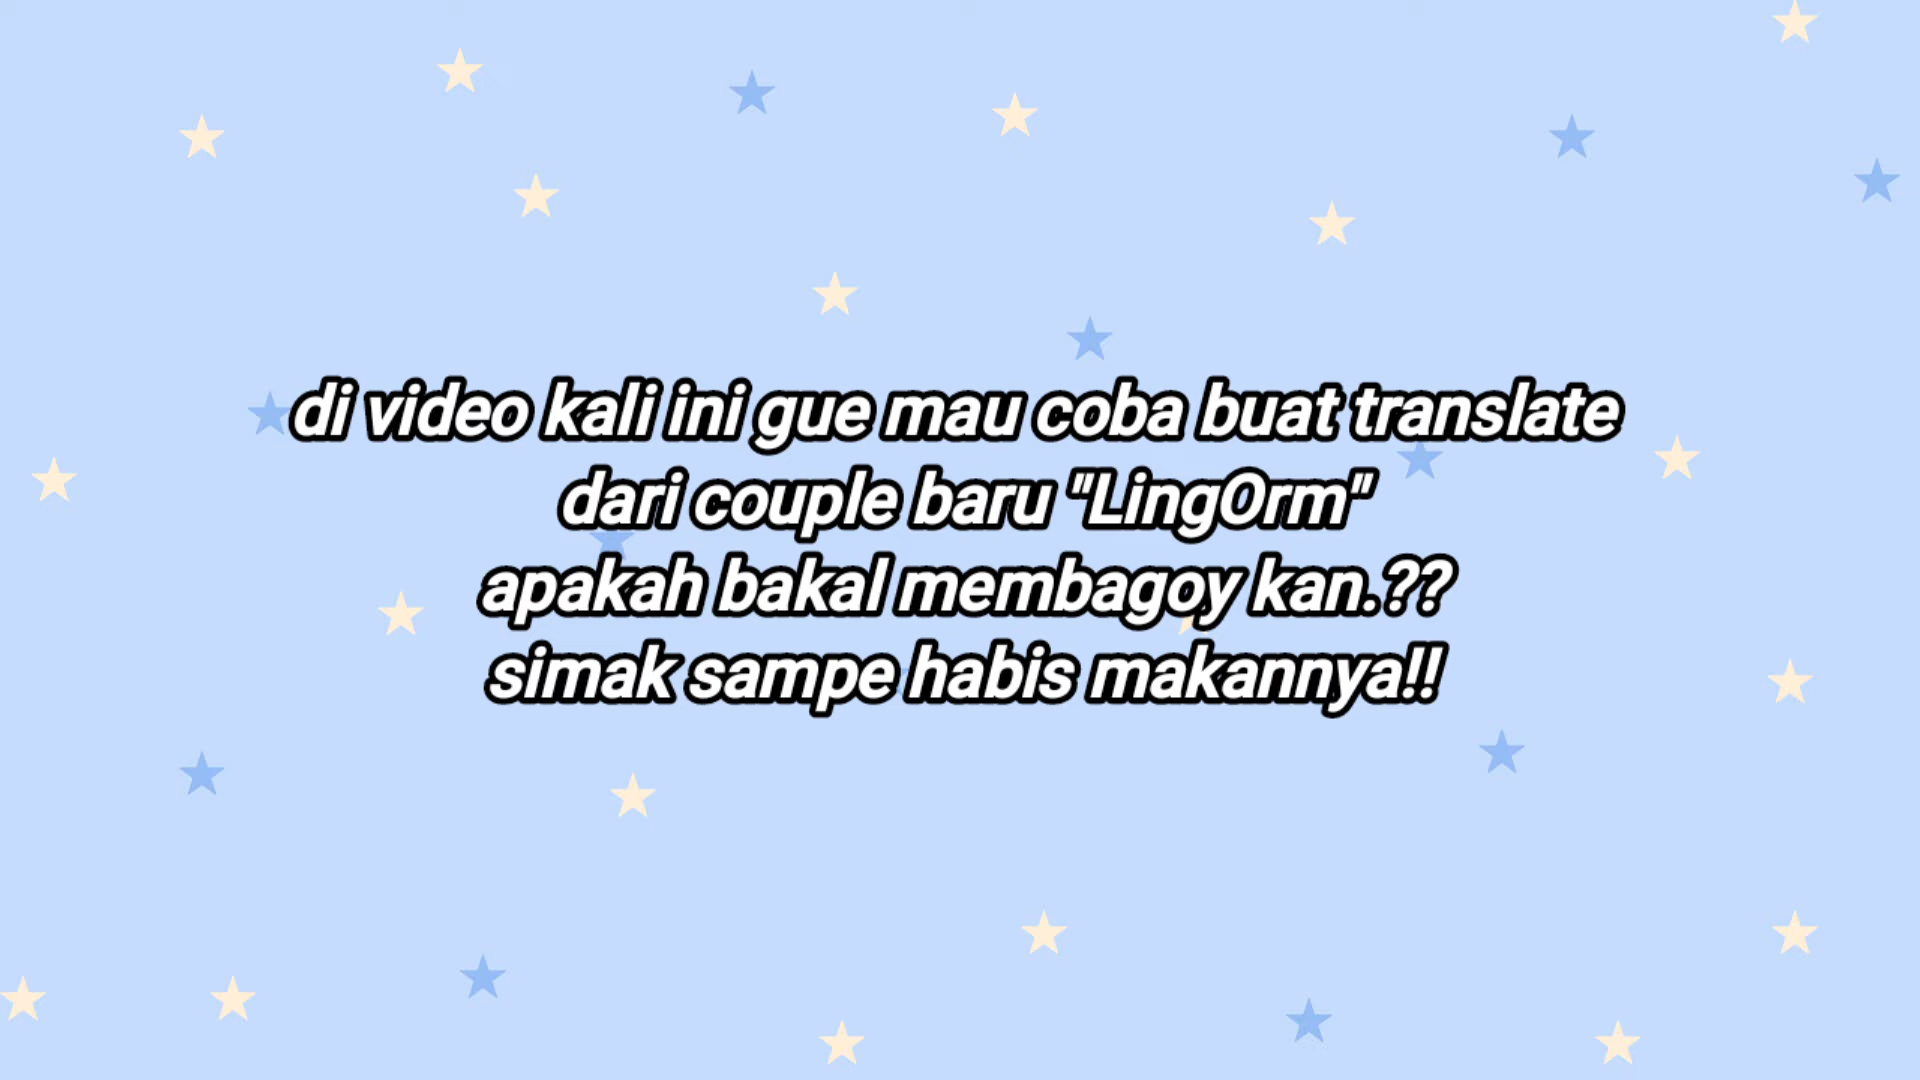 di video kali ini gue mau coba buat translate
dari couple baru "LingOrm"
apakah bakal membagoy kan.??
simak sampe habis makannya!!